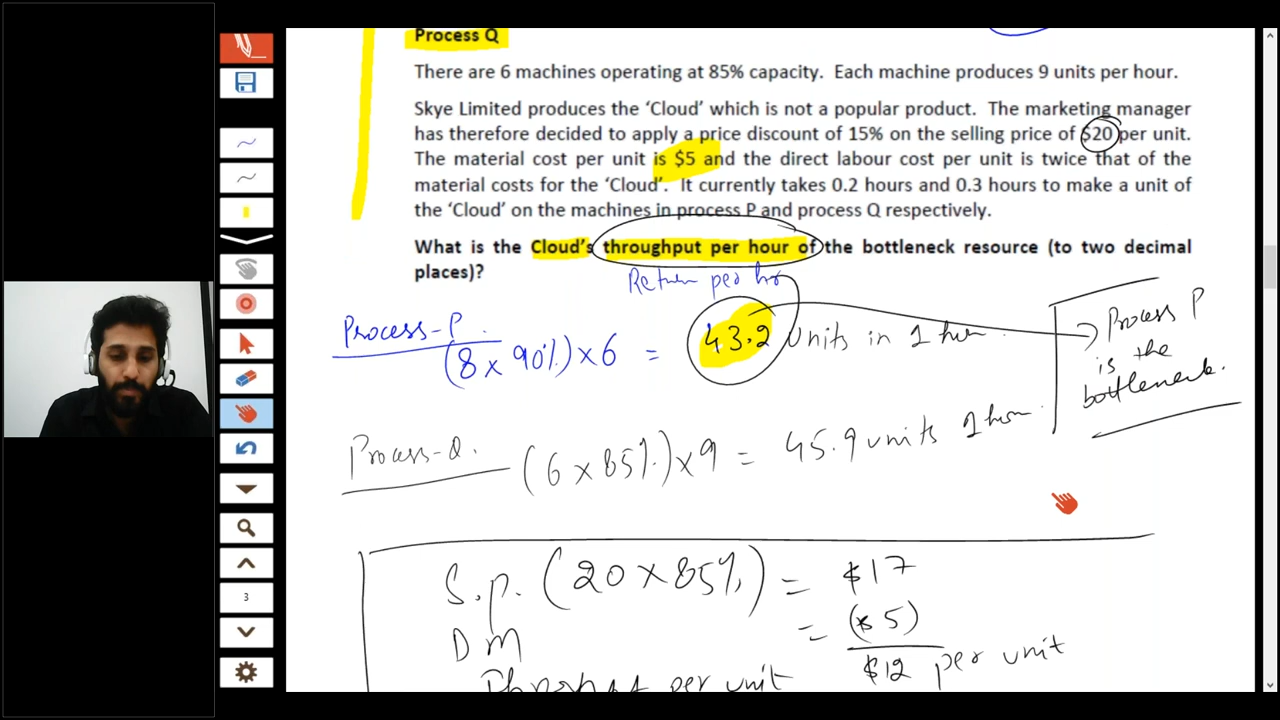 Process Q
There are 6 machines operating at 85% capacity. Each machine produces 9 units per hour.
Skye Limited produces the ‘Cloud’ which is not a popular product. The marketing manager
has therefore decided to apply a price discount of 15% on the selling price of $20 per unit.
The material cost per unit is $5 and the direct labour cost per unit is twice that of the
material costs for the ‘Cloud’. It currently takes 0.2 hours and 0.3 hours to make a unit of
the ‘Cloud’ on the machines in process P and process Q respectively.
What is the Cloud’s throughput per hour of the bottleneck resource (to two decimal
places)?
Return per hr
Process-P
(8 x 90%) x 6 = 43.2 units in 1 hour.
Process P
is the
bottleneck.
Process-Q. (6 x 85%) x 9 = 45.9 units 1 hour.
S.p. (20 x 85%) = $17
DM = ($5)
Throughput per unit $12 per unit
3